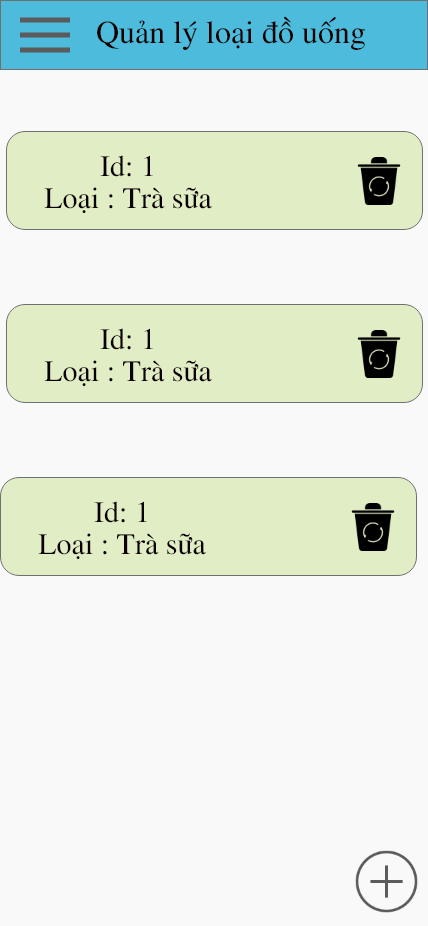 Quản lý loại đồ uống
Id: 1
Loại : Trà sữa
Id: 1
Loại : Trà sữa
Id: 1
Loại : Trà sữa